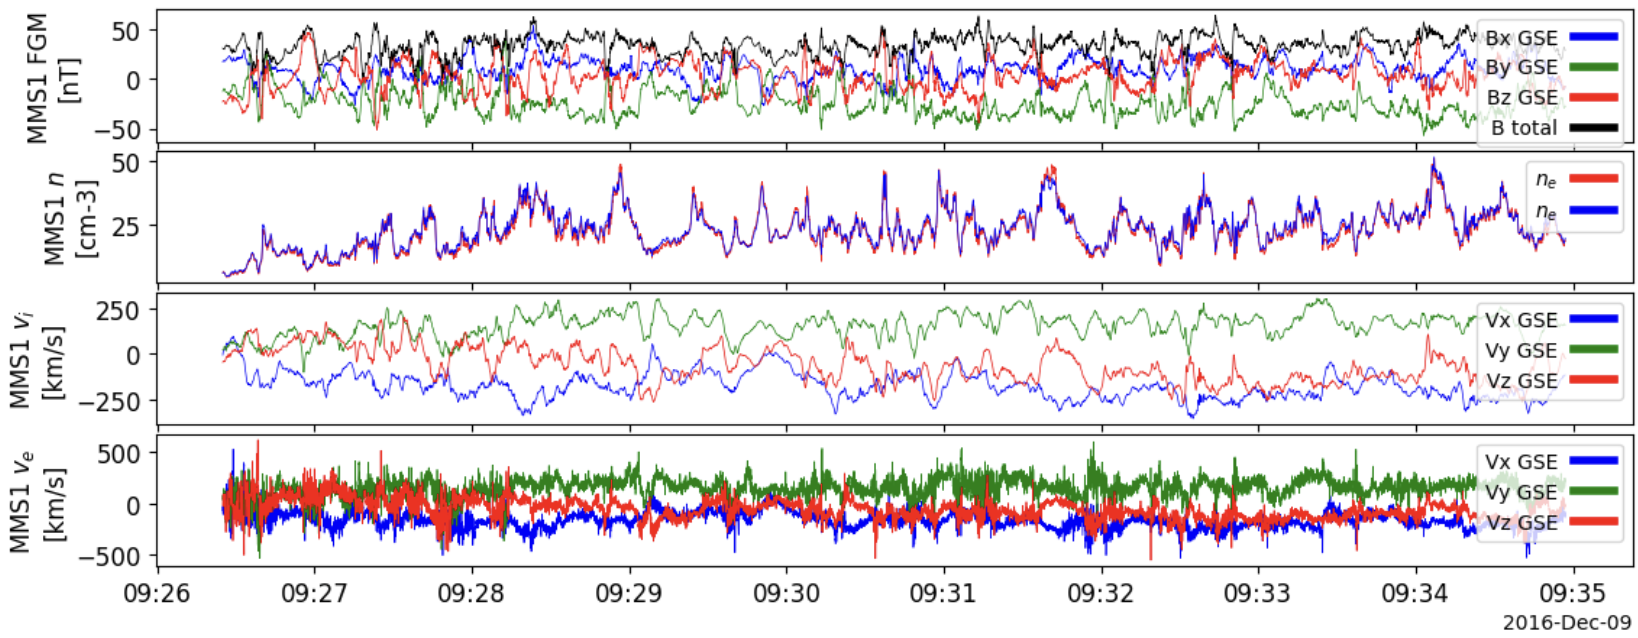 MMS1 FGM
[nT]
50
0
−50
Bx GSE
By GSE
Bz GSE
B total
MMS1 n
[cm-3]
50
25
ne
ne
MMS1 vi
[km/s]
250
0
−250
Vx GSE
Vy GSE
Vz GSE
MMS1 ve
[km/s]
500
0
−500
Vx GSE
Vy GSE
Vz GSE
09:26 09:27 09:28 09:29 09:30 09:31 09:32 09:33 09:34 09:35
2016-Dec-09